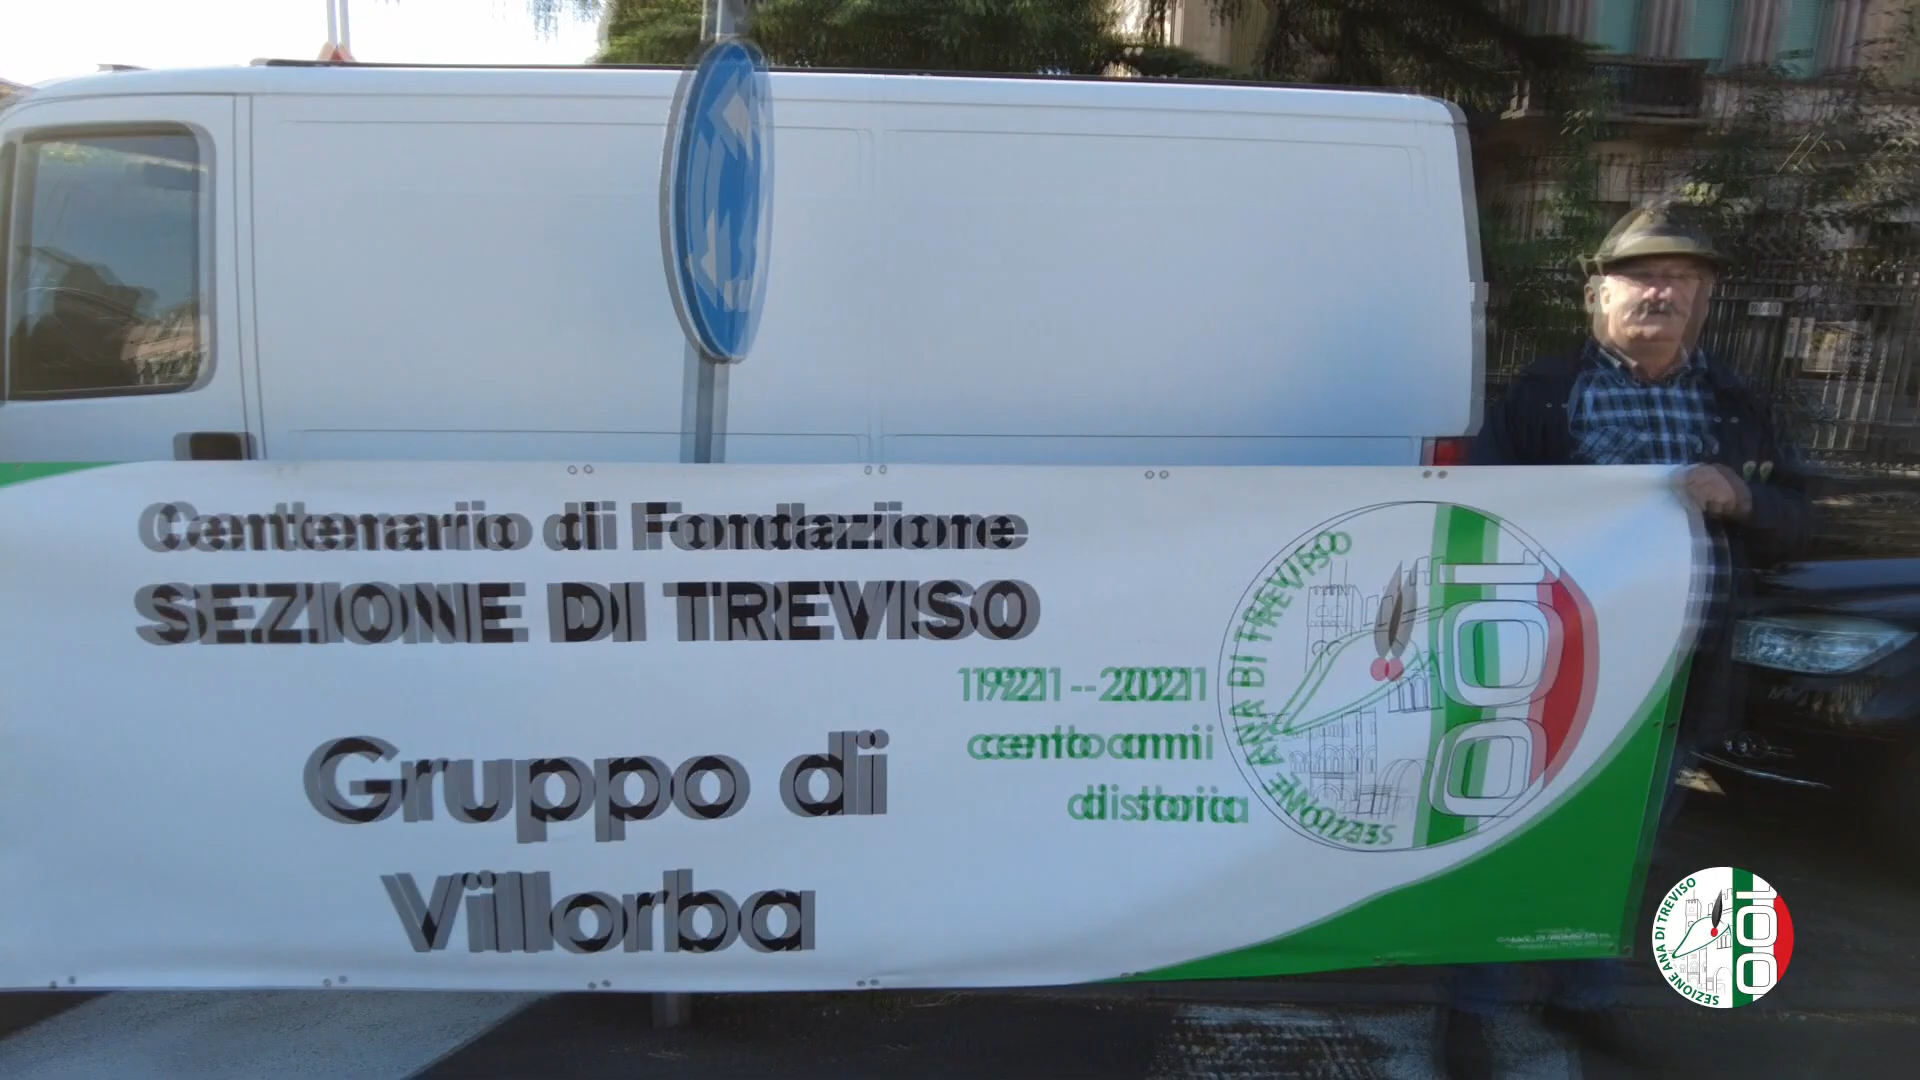 Centenario di Fondazione
SEZIONE DI TREVISO
1921 - 2021
cento anni
di storia
Gruppo di
Villorba
SEZIONE ANA DI TREVISO
100
SEZIONE ANA DI TREVISO
100